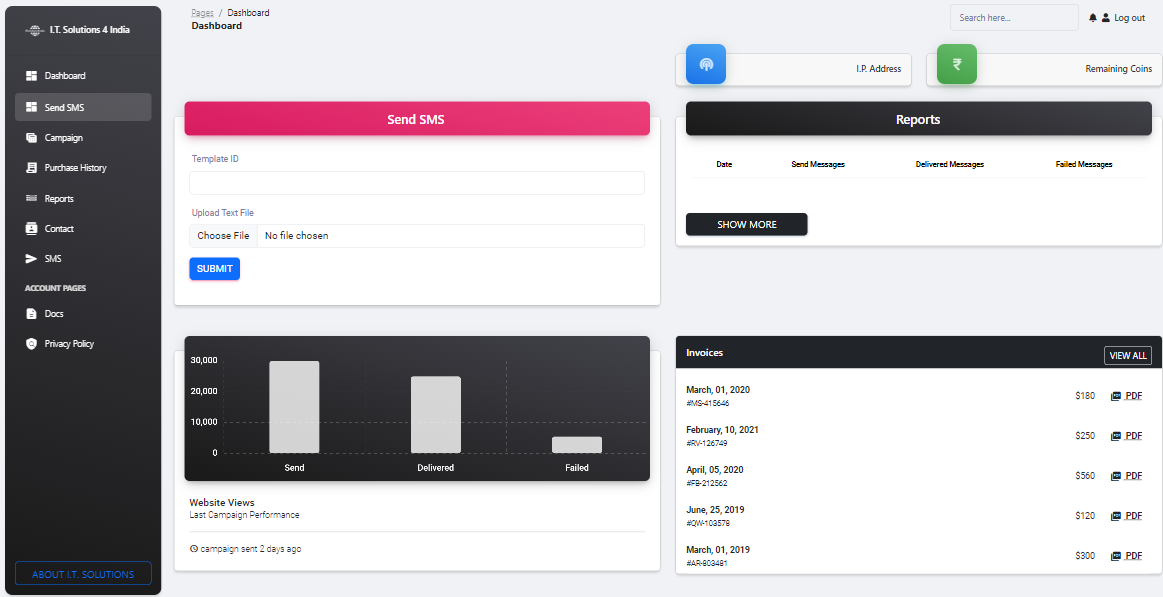 I.T. Solutions 4 India
Dashboard
Send SMS
Campaign
Purchase History
Reports
Contact
SMS
ACCOUNT PAGES
Docs
Privacy Policy
ABOUT I.T. SOLUTIONS
Pages / Dashboard
Dashboard
Search here...
Log out
I.P. Address
₹
Remaining Coins
Send SMS
Template ID
Upload Text File
Choose File No file chosen
SUBMIT
Reports
Date Send Messages Delivered Messages Failed Messages
SHOW MORE
30,000
20,000
10,000
0
Send Delivered Failed
Website Views
Last Campaign Performance
campaign sent 2 days ago
Invoices
VIEW ALL
March, 01, 2020
#MS-415646
$180 PDF
February, 10, 2021
#RV-126749
$250 PDF
April, 05, 2020
#FB-212562
$560 PDF
June, 25, 2019
#QW-103578
$120 PDF
March, 01, 2019
#AR-803481
$300 PDF